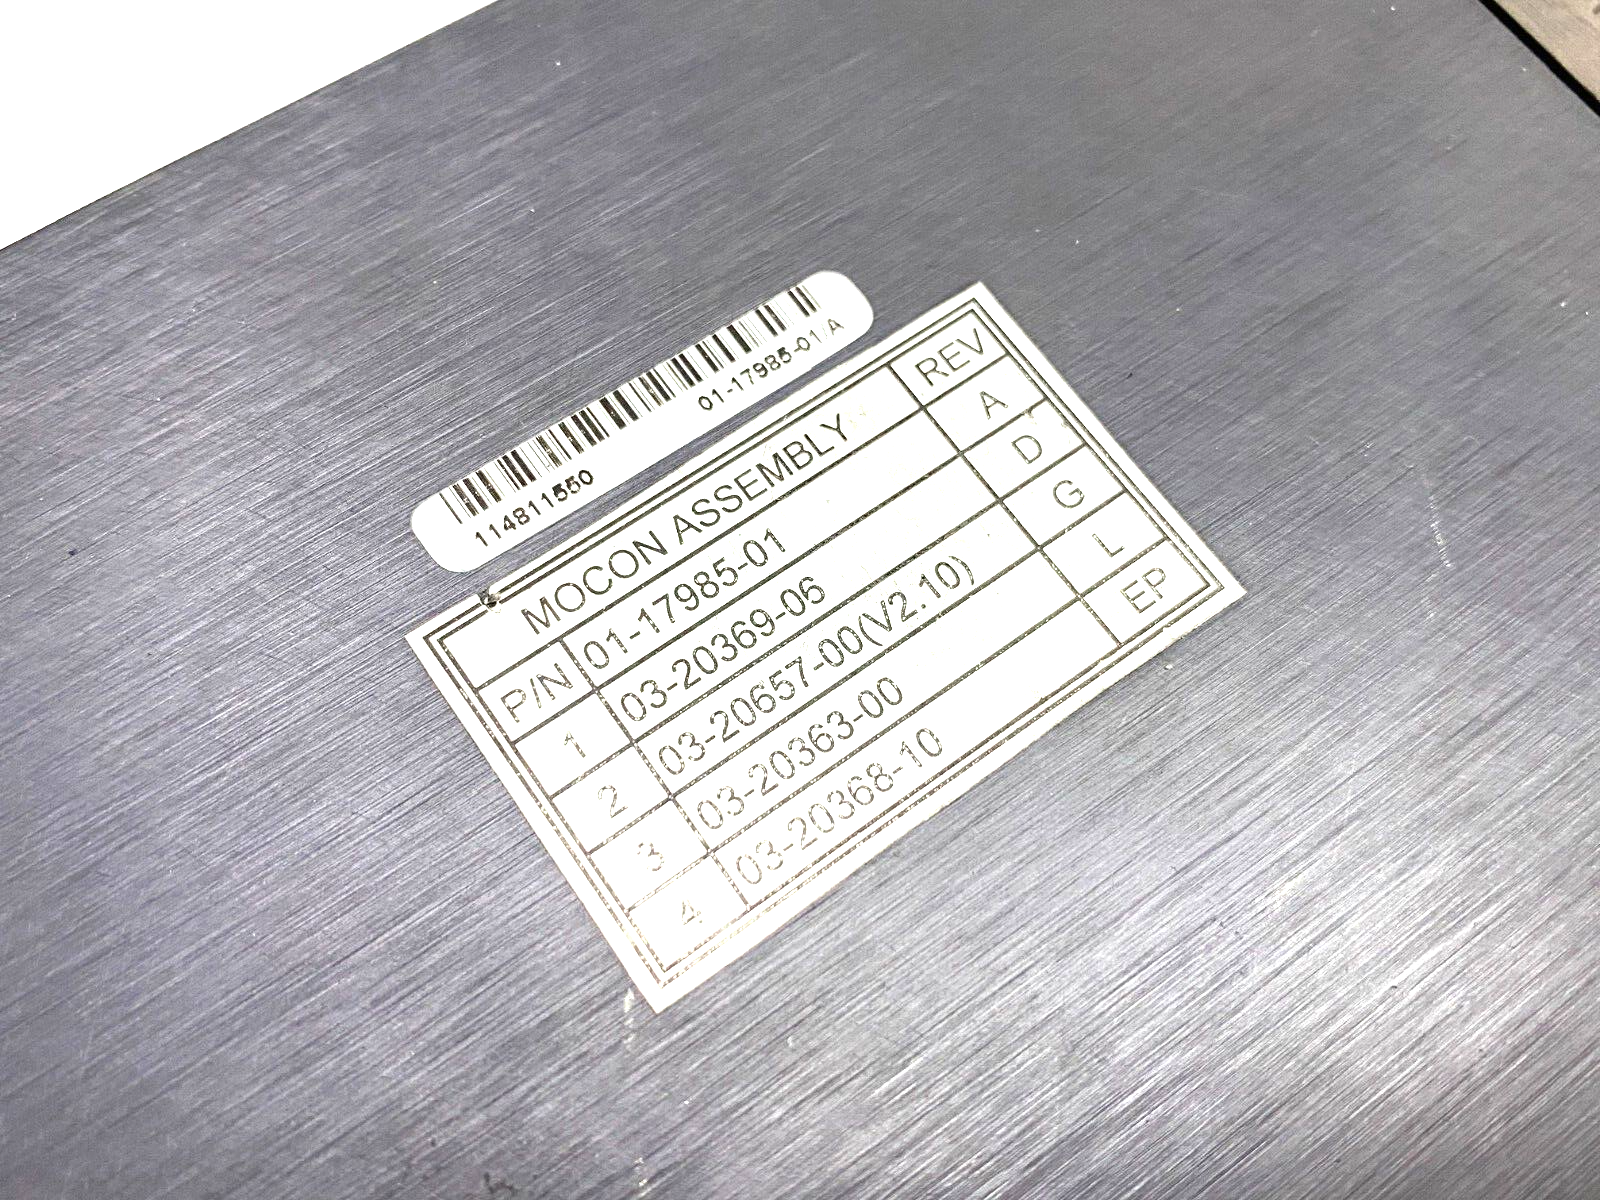 114811550 01-17985-01/A
MOCON ASSEMBLY REV
P/N 01-17985-01 A
1 03-20369-06 D
2 03-20657-00(V2.10) G
3 03-20363-00 L
4 03-20368-10 EP